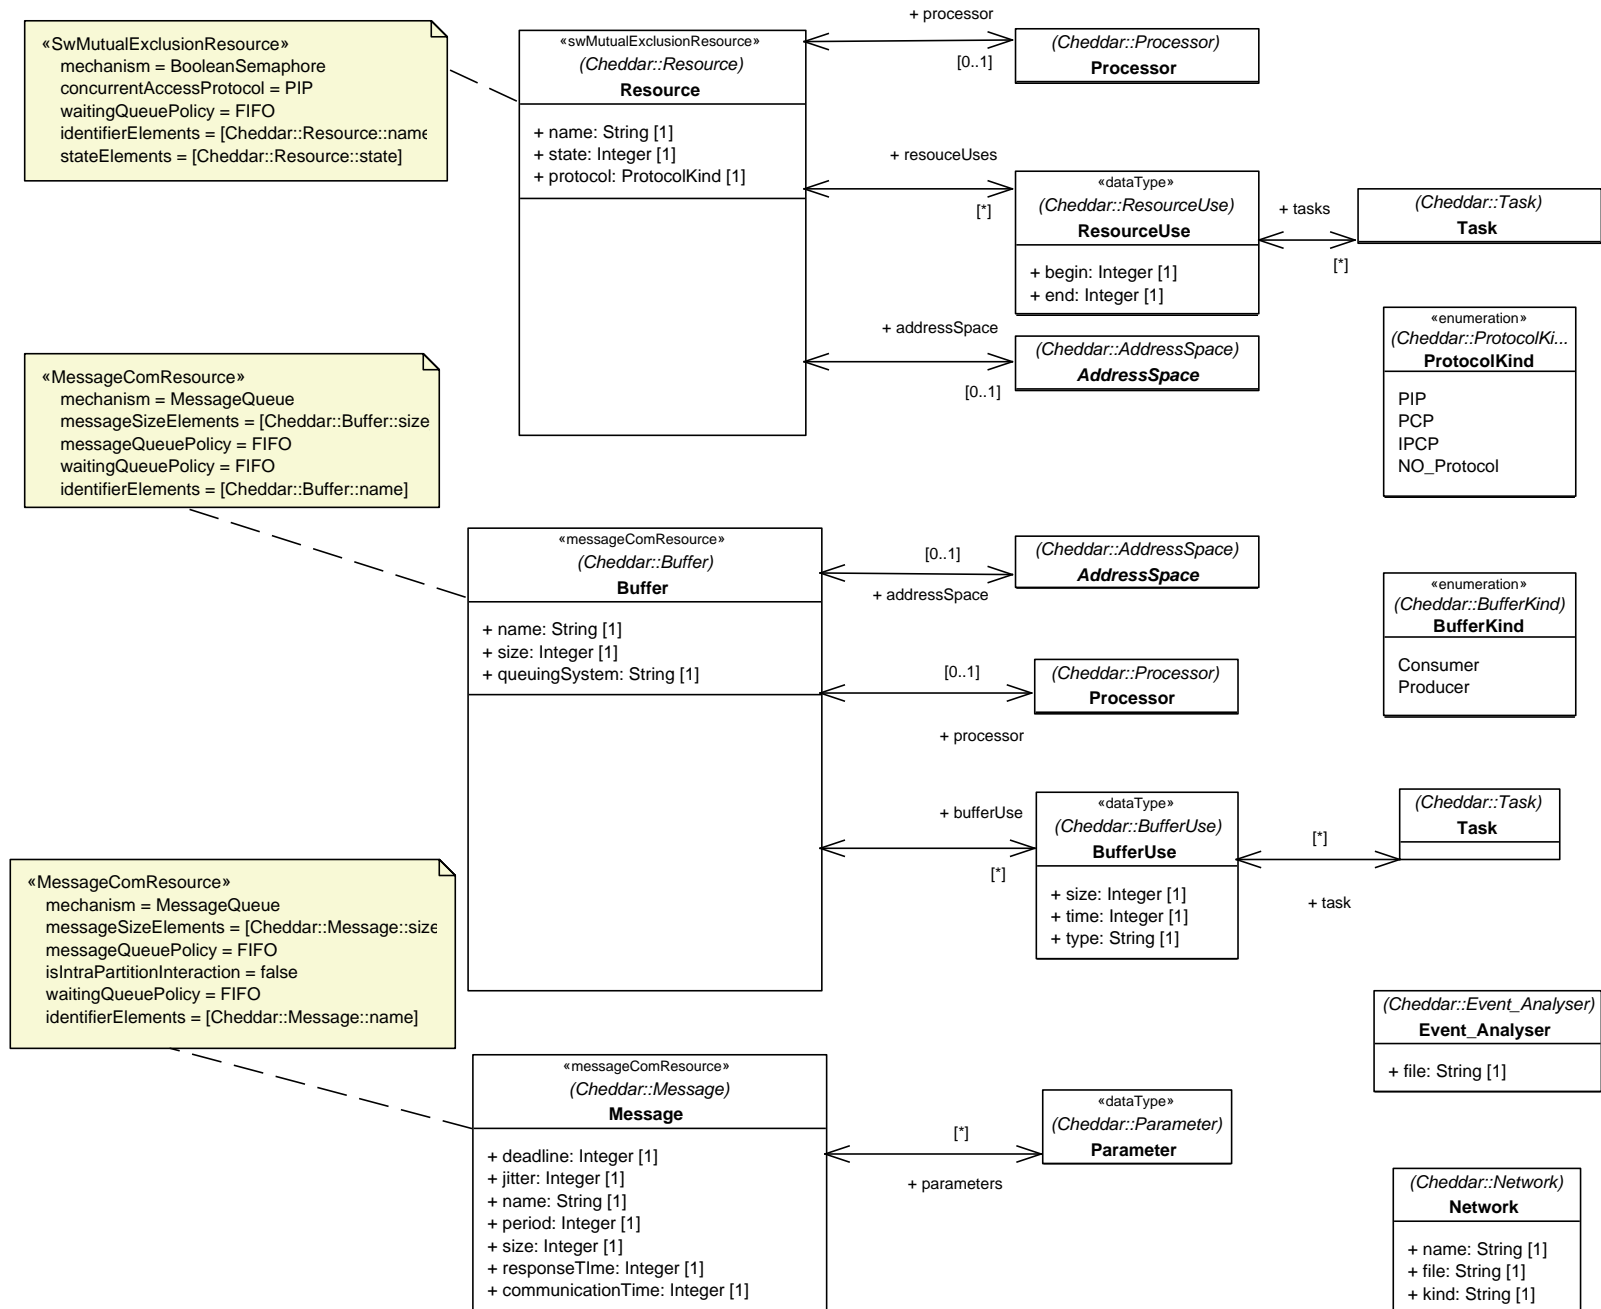 «SwMutualExclusionResource»
mechanism = BooleanSemaphore
concurrentAccessProtocol = PIP
waitingQueuePolicy = FIFO
identifierElements = [Cheddar::Resource::name
stateElements = [Cheddar::Resource::state]
«swMutualExclusionResource»
(Cheddar::Resource)
Resource
+ name: String [1]
+ state: Integer [1]
+ protocol: ProtocolKind [1]
+ processor
[0..1]
(Cheddar::Processor)
Processor
+ resouceUses
[*]
«dataType»
(Cheddar::ResourceUse)
ResourceUse
+ begin: Integer [1]
+ end: Integer [1]
+ tasks
[*]
(Cheddar::Task)
Task
+ addressSpace
[0..1]
(Cheddar::AddressSpace)
AddressSpace
«enumeration»
(Cheddar::ProtocolKi...
ProtocolKind
PIP
PCP
IPCP
NO_Protocol
«MessageComResource»
mechanism = MessageQueue
messageSizeElements = [Cheddar::Buffer::size
messageQueuePolicy = FIFO
waitingQueuePolicy = FIFO
identifierElements = [Cheddar::Buffer::name]
«messageComResource»
(Cheddar::Buffer)
Buffer
+ name: String [1]
+ size: Integer [1]
+ queuingSystem: String [1]
[0..1]
+ addressSpace
(Cheddar::AddressSpace)
AddressSpace
«enumeration»
(Cheddar::BufferKind)
BufferKind
Consumer
Producer
[0..1]
+ processor
(Cheddar::Processor)
Processor
+ bufferUse
[*]
«dataType»
(Cheddar::BufferUse)
BufferUse
+ size: Integer [1]
+ time: Integer [1]
+ type: String [1]
[*]
+ task
(Cheddar::Task)
Task
«MessageComResource»
mechanism = MessageQueue
messageSizeElements = [Cheddar::Message::size
messageQueuePolicy = FIFO
isIntraPartitionInteraction = false
waitingQueuePolicy = FIFO
identifierElements = [Cheddar::Message::name]
(Cheddar::Event_Analyser)
Event_Analyser
+ file: String [1]
«messageComResource»
(Cheddar::Message)
Message
+ deadline: Integer [1]
+ jitter: Integer [1]
+ name: String [1]
+ period: Integer [1]
+ size: Integer [1]
+ responseTIme: Integer [1]
+ communicationTime: Integer [1]
[*]
+ parameters
«dataType»
(Cheddar::Parameter)
Parameter
(Cheddar::Network)
Network
+ name: String [1]
+ file: String [1]
+ kind: String [1]